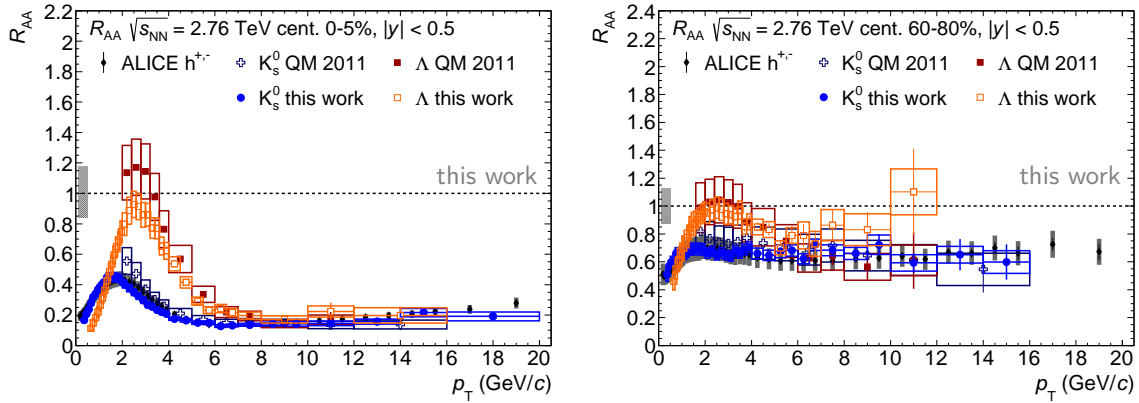 R_AA √s_NN = 2.76 TeV cent. 0-5%, |y| < 0.5
ALICE h^+,- K^0_s QM 2011 Λ QM 2011
K^0_s this work Λ this work
this work
R_AA
2.4
2.2
2
1.8
1.6
1.4
1.2
1
0.8
0.6
0.4
0.2
0
0 2 4 6 8 10 12 14 16 18 20
p_T (GeV/c)
R_AA √s_NN = 2.76 TeV cent. 60-80%, |y| < 0.5
ALICE h^+,- K^0_s QM 2011 Λ QM 2011
K^0_s this work Λ this work
this work
R_AA
2.4
2.2
2
1.8
1.6
1.4
1.2
1
0.8
0.6
0.4
0.2
0
0 2 4 6 8 10 12 14 16 18 20
p_T (GeV/c)